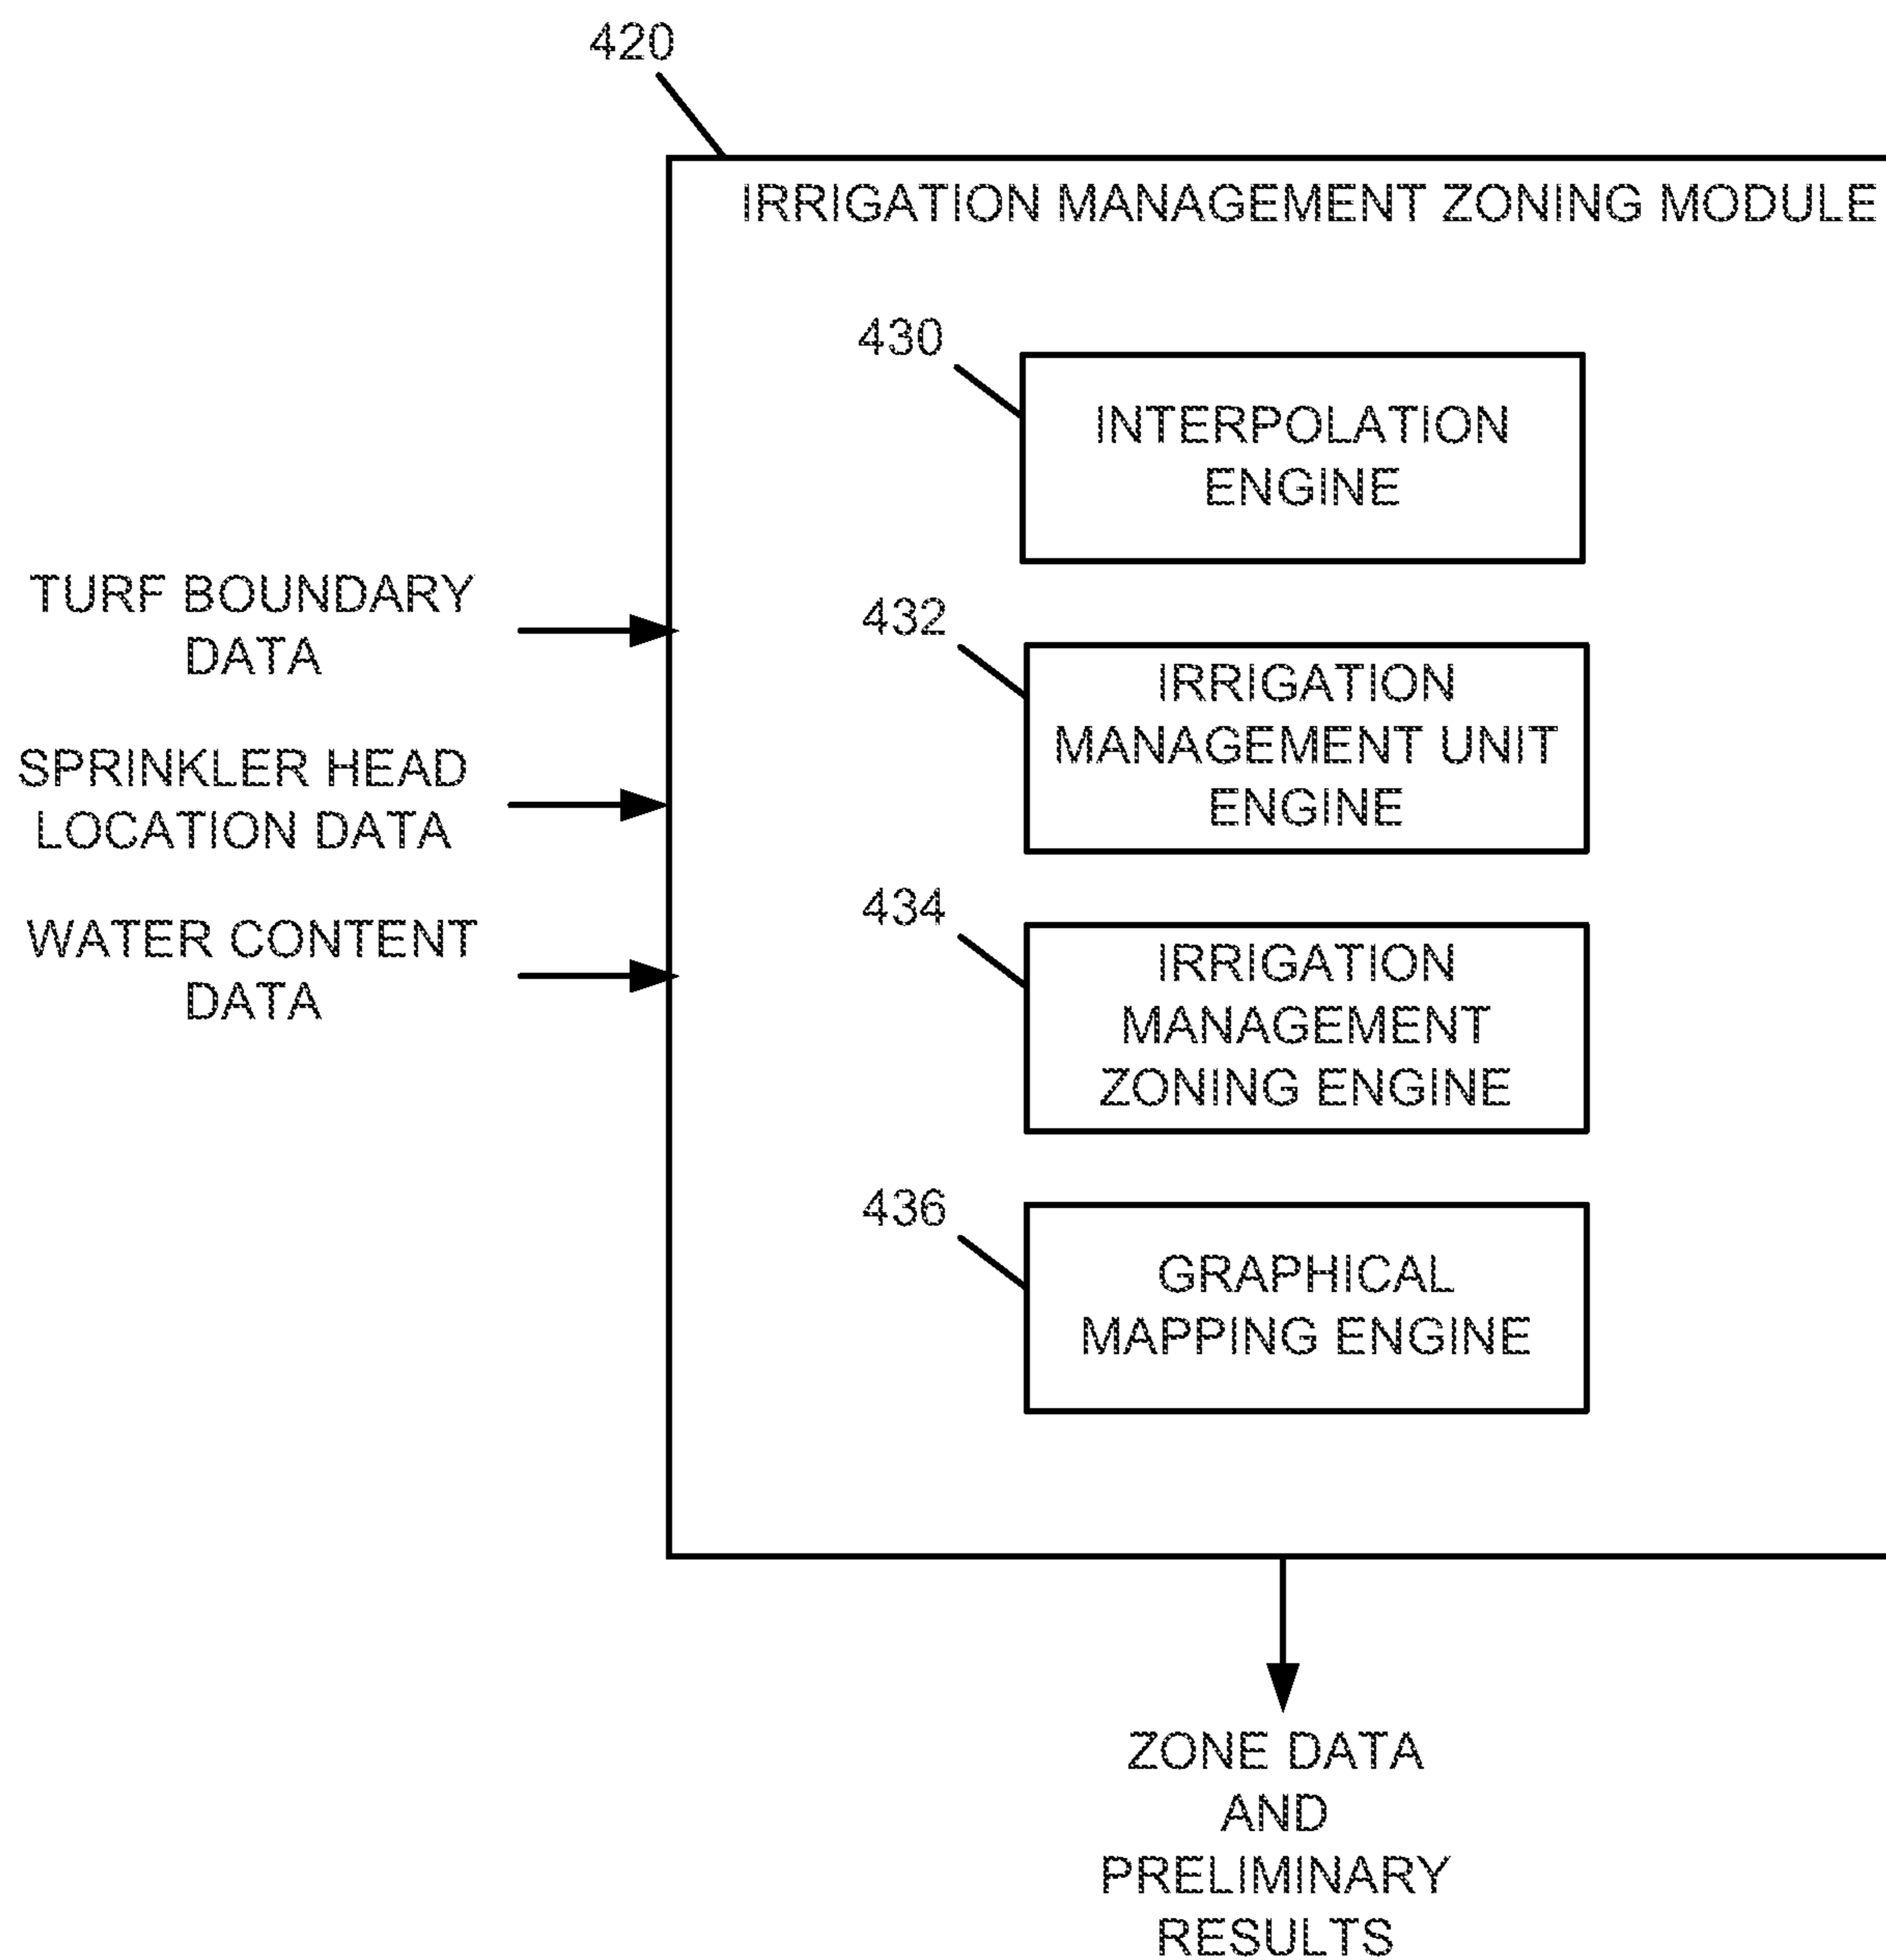 420
IRRIGATION MANAGEMENT ZONING MODULE
430
INTERPOLATION
ENGINE
TURF BOUNDARY
DATA
432
IRRIGATION
MANAGEMENT UNIT
ENGINE
SPRINKLER HEAD
LOCATION DATA
434
IRRIGATION
MANAGEMENT
ZONING ENGINE
WATER CONTENT
DATA
436
GRAPHICAL
MAPPING ENGINE
ZONE DATA
AND
PRELIMINARY
RESULTS